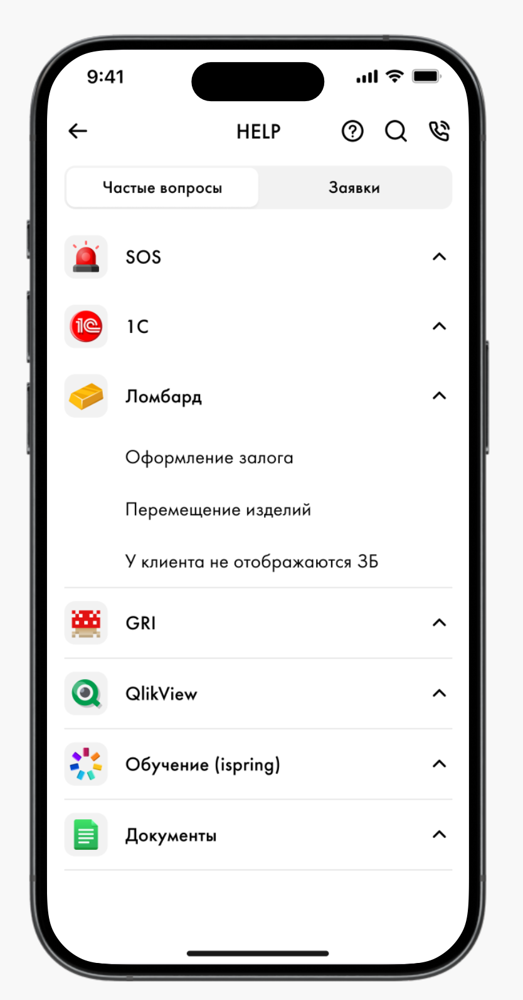 9:41
HELP
Частые вопросы
Заявки
SOS
1С
1С
Ломбард
Оформление залога
Перемещение изделий
У клиента не отображаются ЗБ
GRI
QlikView
Обучение (ispring)
Документы